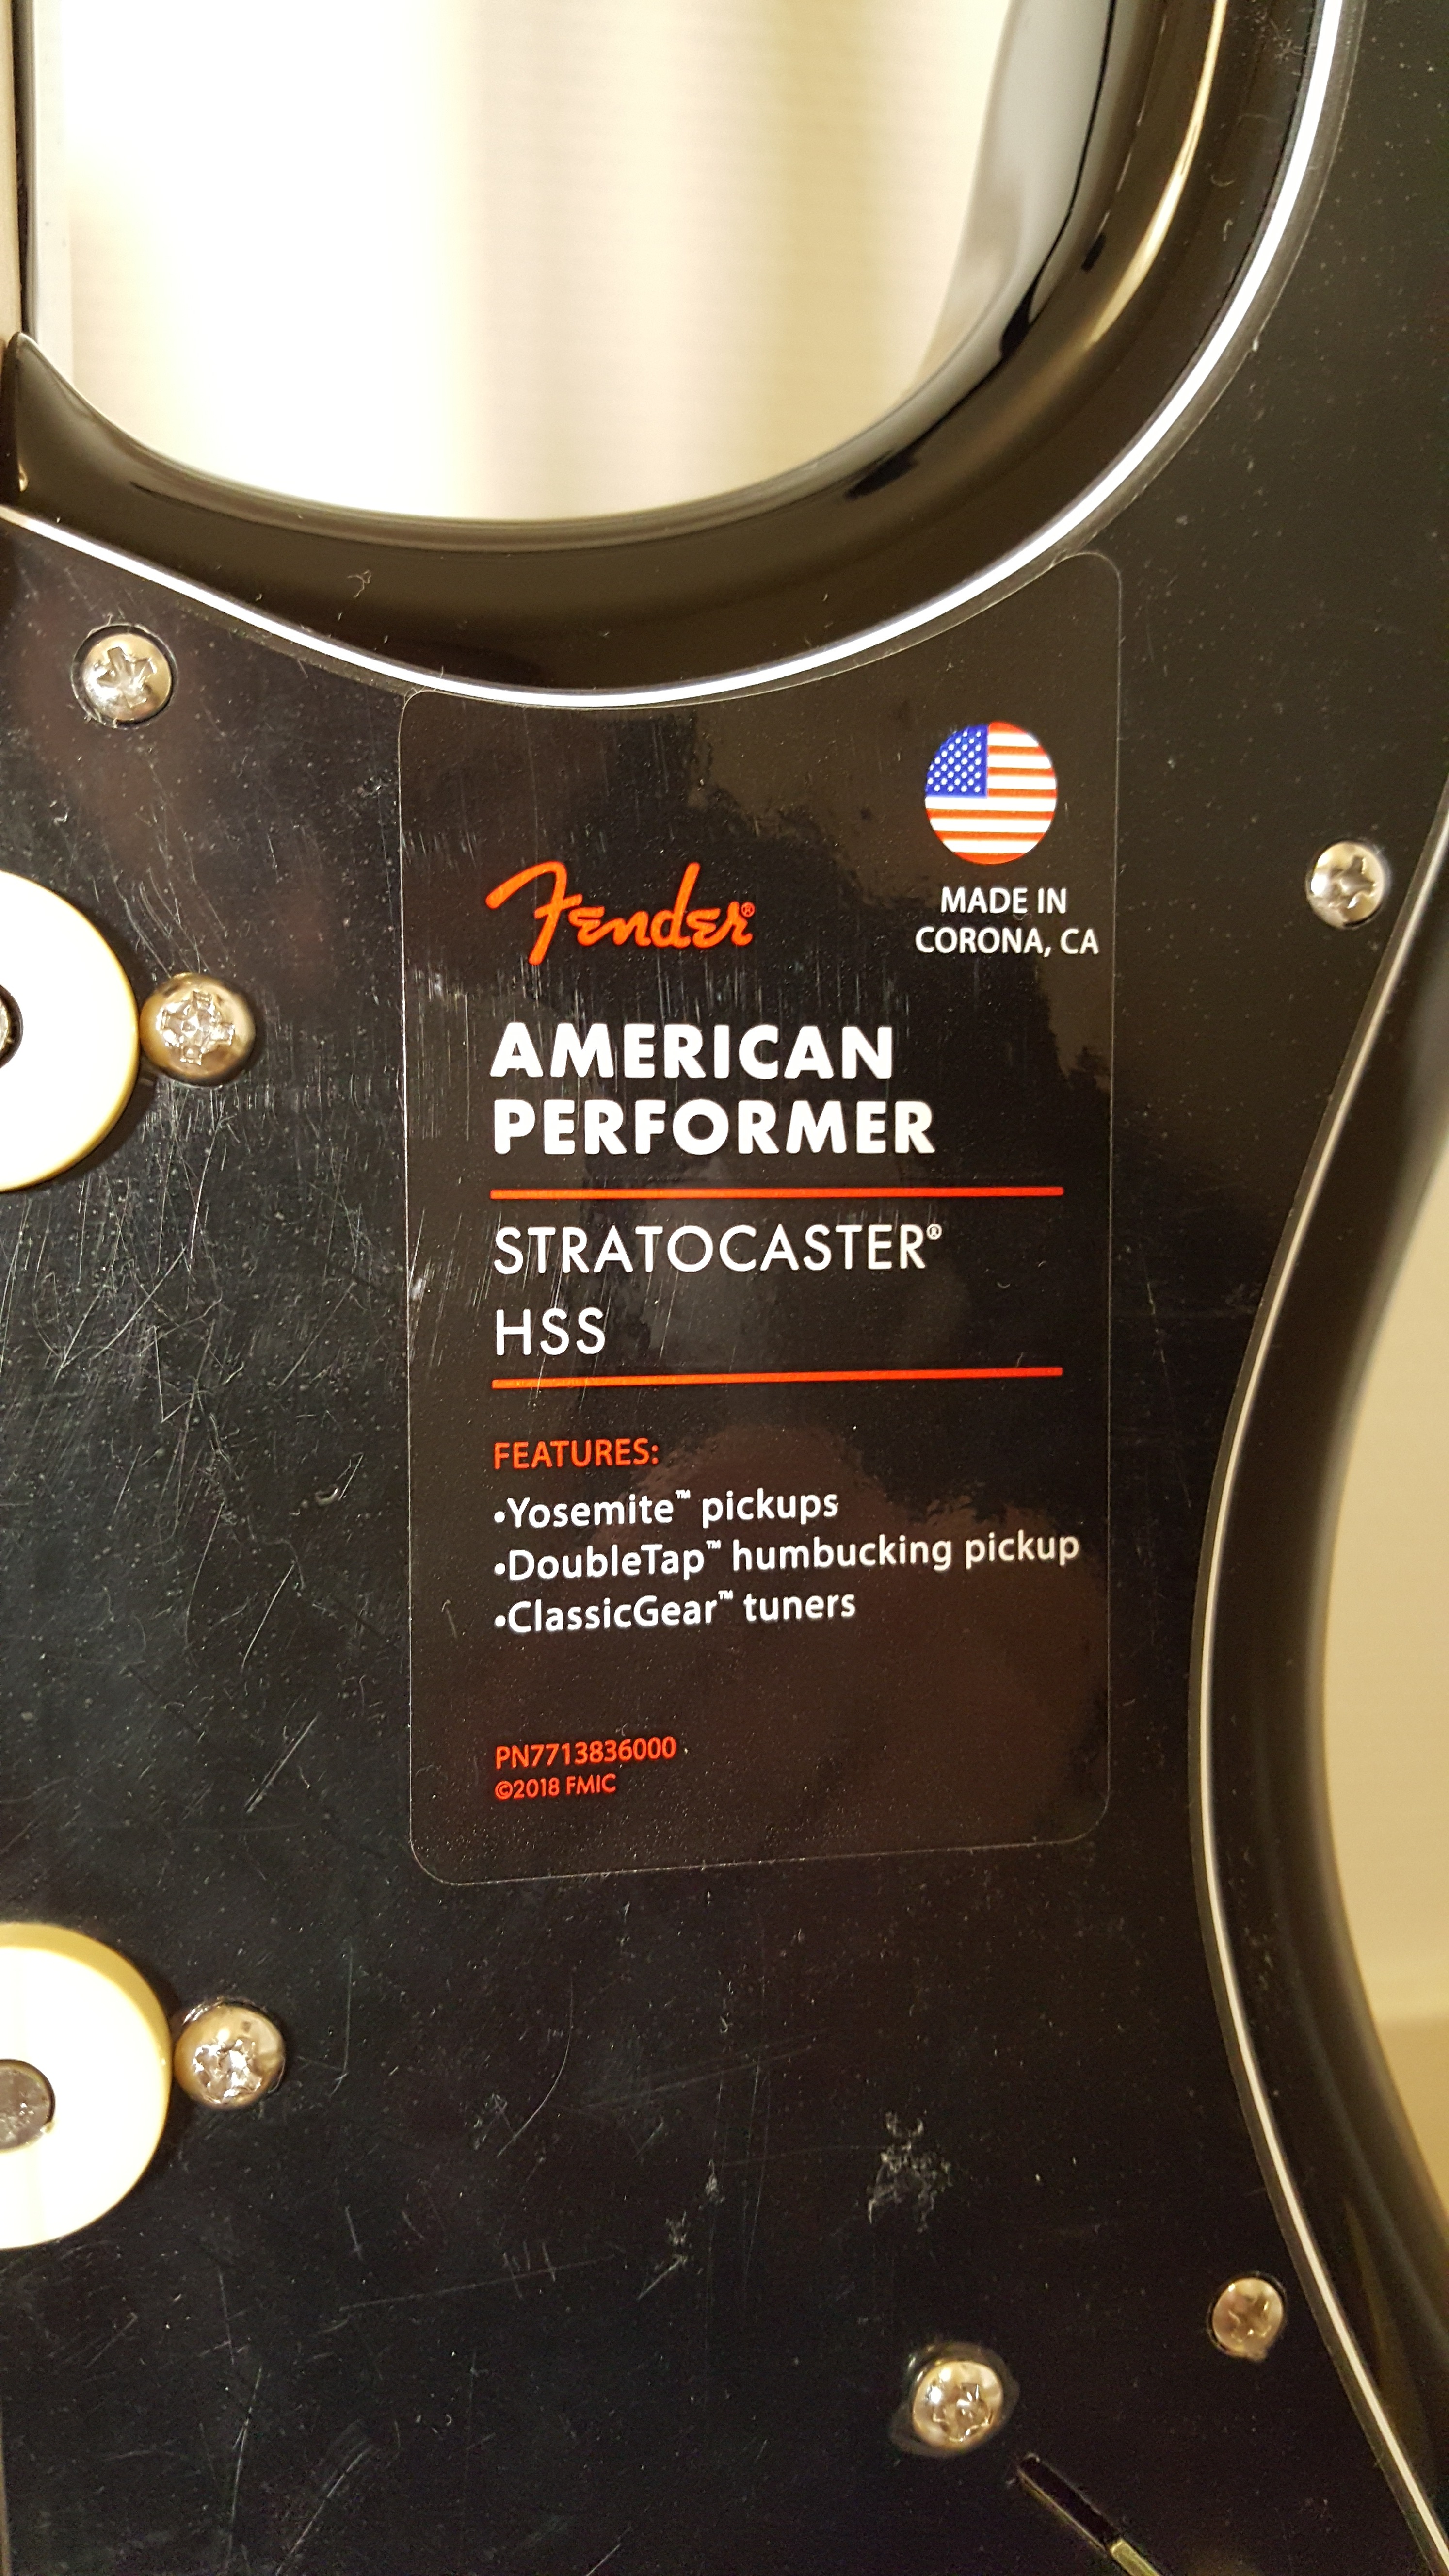 Fender®
MADE IN
CORONA, CA
AMERICAN
PERFORMER
STRATOCASTER®
HSS
FEATURES:
•Yosemite™ pickups
•DoubleTap™ humbucking pickup
•ClassicGear™ tuners
PN7713836000
©2018 FMIC